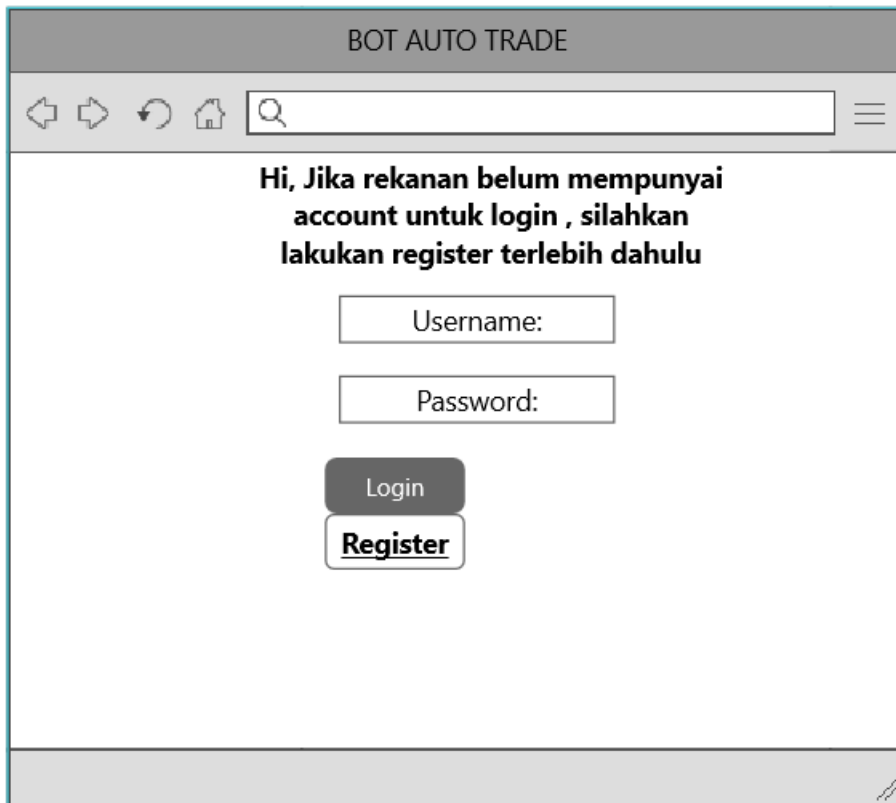 BOT AUTO TRADE
Hi, Jika rekanan belum mempunyai
account untuk login , silahkan
lakukan register terlebih dahulu
Username:
Password:
Login
Register